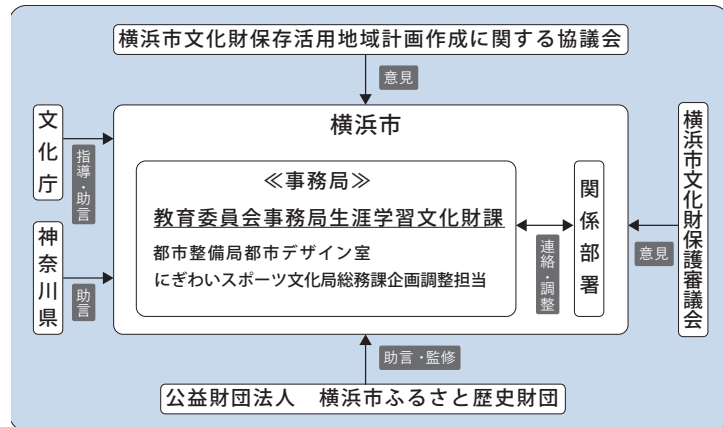 横浜市文化財保存活用地域計画作成に関する協議会
意見
文化庁
指導・助言
神奈川県
助言
横浜市
≪事務局≫
教育委員会事務局生涯学習文化財課
都市整備局都市デザイン室
にぎわいスポーツ文化局総務課企画調整担当
連絡・調整
関係部署
意見
横浜市文化財保護審議会
助言・監修
公益財団法人　横浜市ふるさと歴史財団